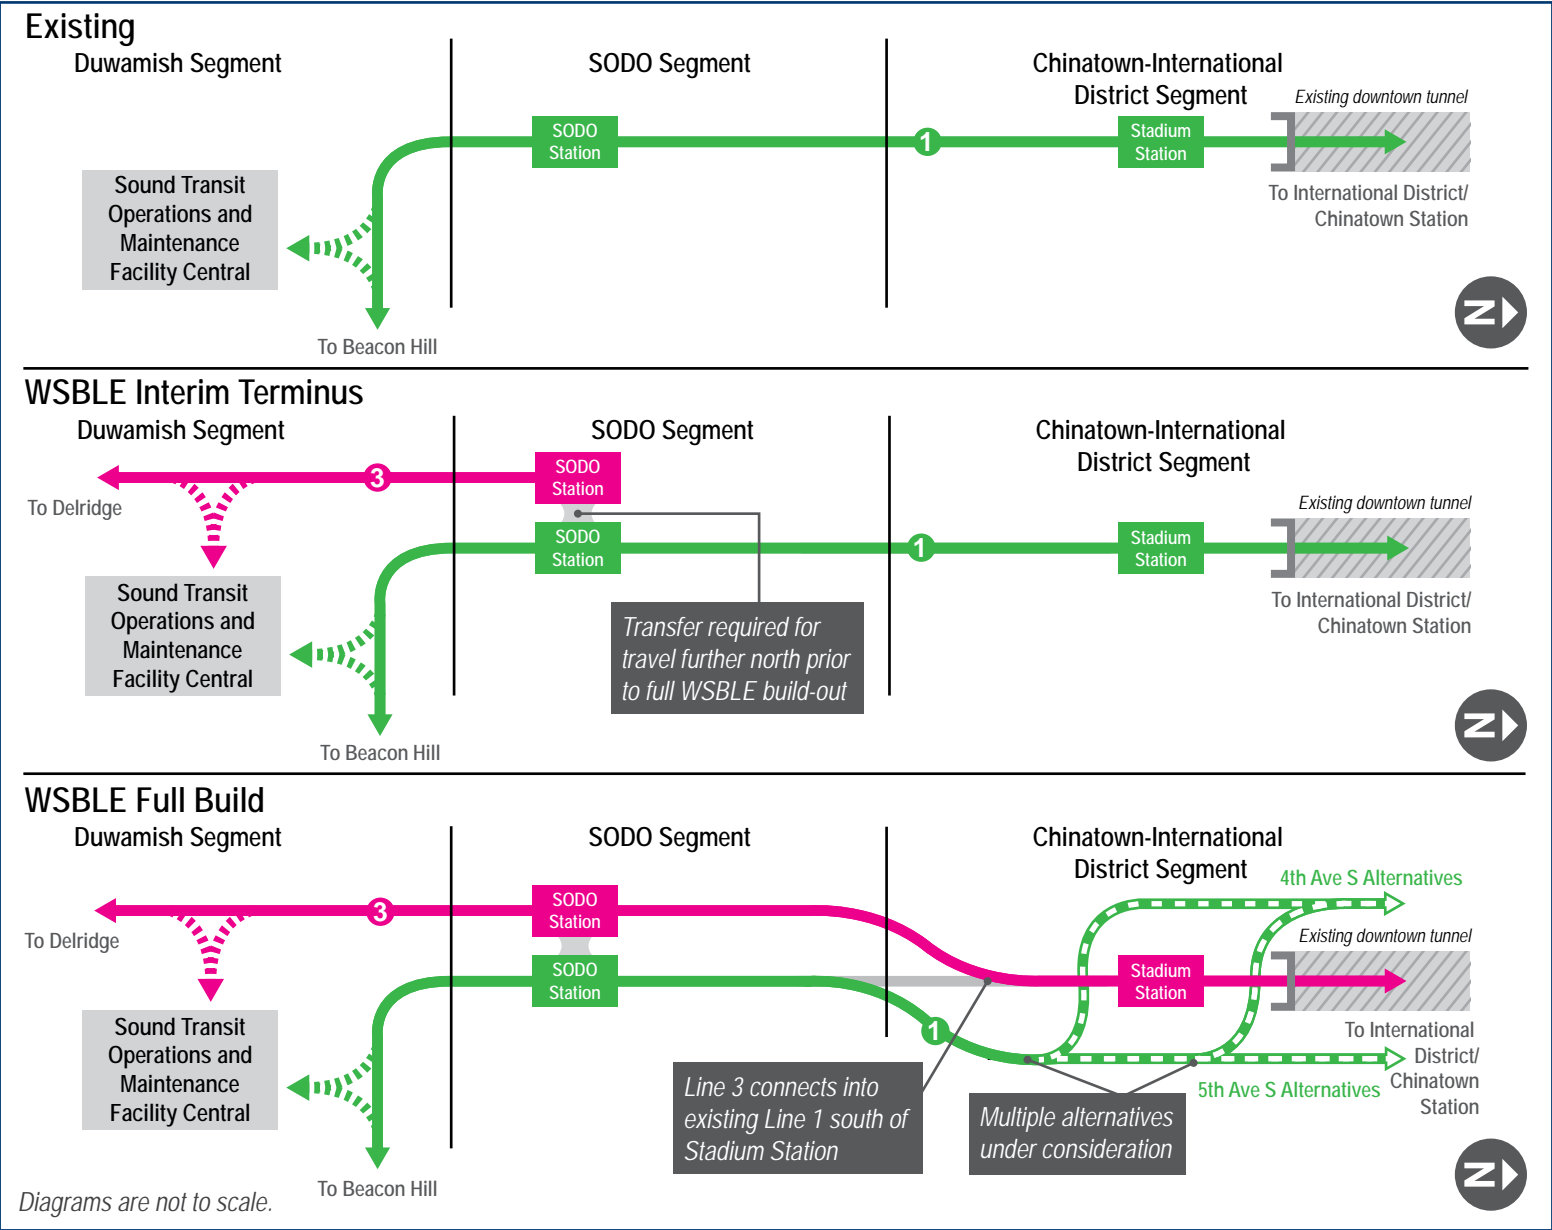 Existing
Duwamish Segment
SODO Segment
Chinatown-International
District Segment
Existing downtown tunnel
SODO
Station
1
Stadium
Station
Sound Transit
Operations and
Maintenance
Facility Central
To International District/
Chinatown Station
To Beacon Hill
N
WSBLE Interim Terminus
Duwamish Segment
SODO Segment
Chinatown-International
District Segment
3
SODO
Station
To Delridge
Existing downtown tunnel
SODO
Station
1
Stadium
Station
Sound Transit
Operations and
Maintenance
Facility Central
Transfer required for
travel further north prior
to full WSBLE build-out
To International District/
Chinatown Station
To Beacon Hill
N
WSBLE Full Build
Duwamish Segment
SODO Segment
Chinatown-International
District Segment
4th Ave S Alternatives
3
SODO
Station
To Delridge
Existing downtown tunnel
SODO
Station
Stadium
Station
1
Sound Transit
Operations and
Maintenance
Facility Central
To International
District/
Chinatown
Station
5th Ave S Alternatives
Line 3 connects into
existing Line 1 south of
Stadium Station
Multiple alternatives
under consideration
To Beacon Hill
N
Diagrams are not to scale.